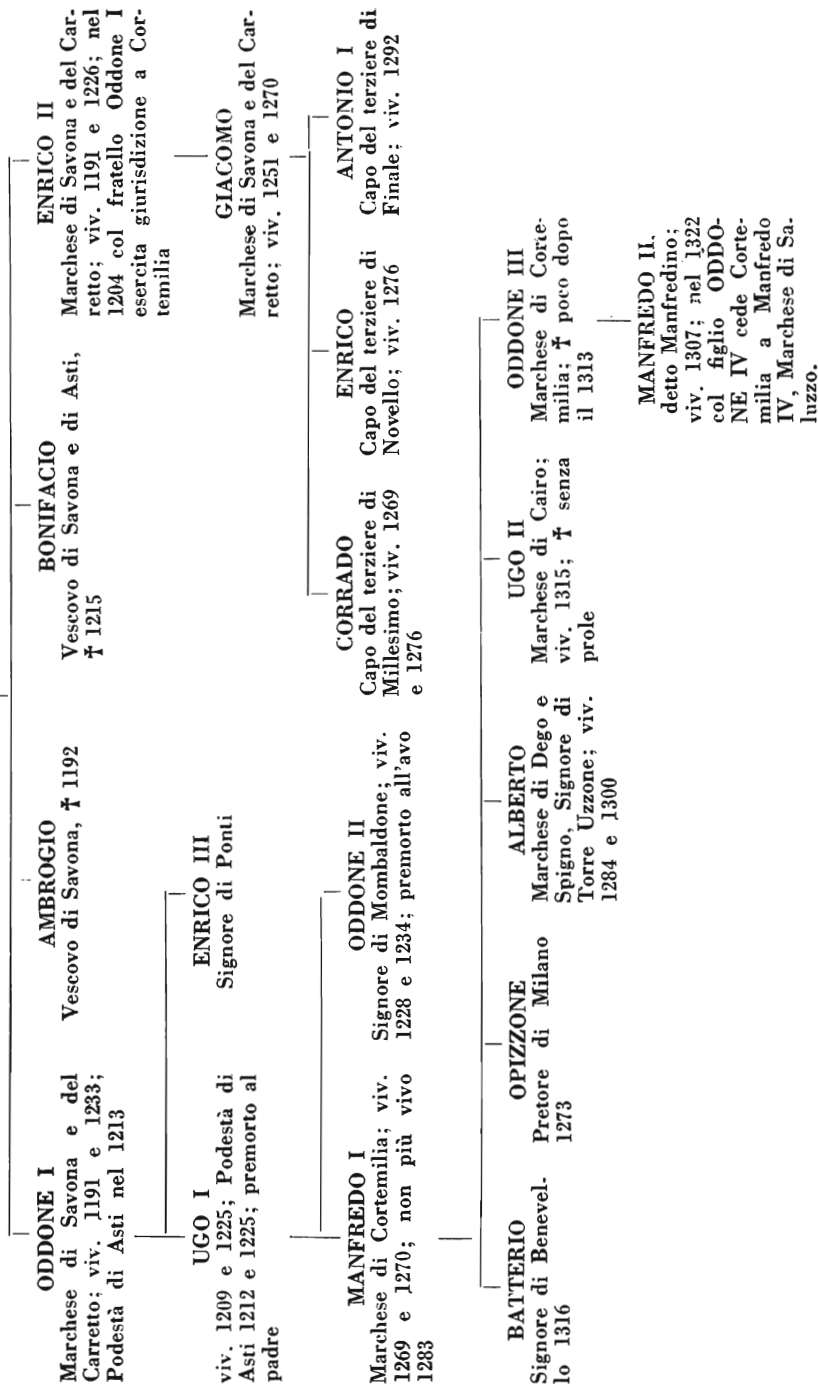 ODDONE I
Marchese di Savona e del
Carretto; viv. 1191 e 1233;
Podestà di Asti nel 1213
AMBROGIO
Vescovo di Savona, † 1192
BONIFACIO
Vescovo di Savona e di Asti,
† 1215
ENRICO II
Marchese di Savona e del Car-
retto; viv. 1191 e 1226; nel
1204 col fratello Oddone I
esercita giurisdizione a Cor-
temilia
UGO I
viv. 1209 e 1225; Podestà di
Asti 1212 e 1225; premorto al
padre
ENRICO III
Signore di Ponti
GIACOMO
Marchese di Savona e del Car-
retto; viv. 1251 e 1270
MANFREDO I
Marchese di Cortemilia; viv.
1269 e 1270; non più vivo
1283
ODDONE II
Signore di Mombaldone; viv.
1228 e 1234; premorto all'avo
CORRADO
Capo del terziere di
Millesimo; viv. 1269
e 1276
ENRICO
Capo del terziere di
Novello; viv. 1276
ANTONIO I
Capo del terziere di
Finale; viv. 1292
BATTERIO
Signore di Benevel-
lo 1316
OPIZZONE
Pretore di Milano
1273
ALBERTO
Marchese di Dego e
Spigno, Signore di
Torre Uzzone; viv.
1284 e 1300
UGO II
Marchese di Cairo;
viv. 1315; † senza
prole
ODDONE III
Marchese di Corte-
milia; † poco dopo
il 1313
MANFREDO II.
detto Manfredino;
viv. 1307; nel 1322
col figlio ODDO-
NE IV cede Corte-
milia a Manfredo
IV, Marchese di Sa-
luzzo.